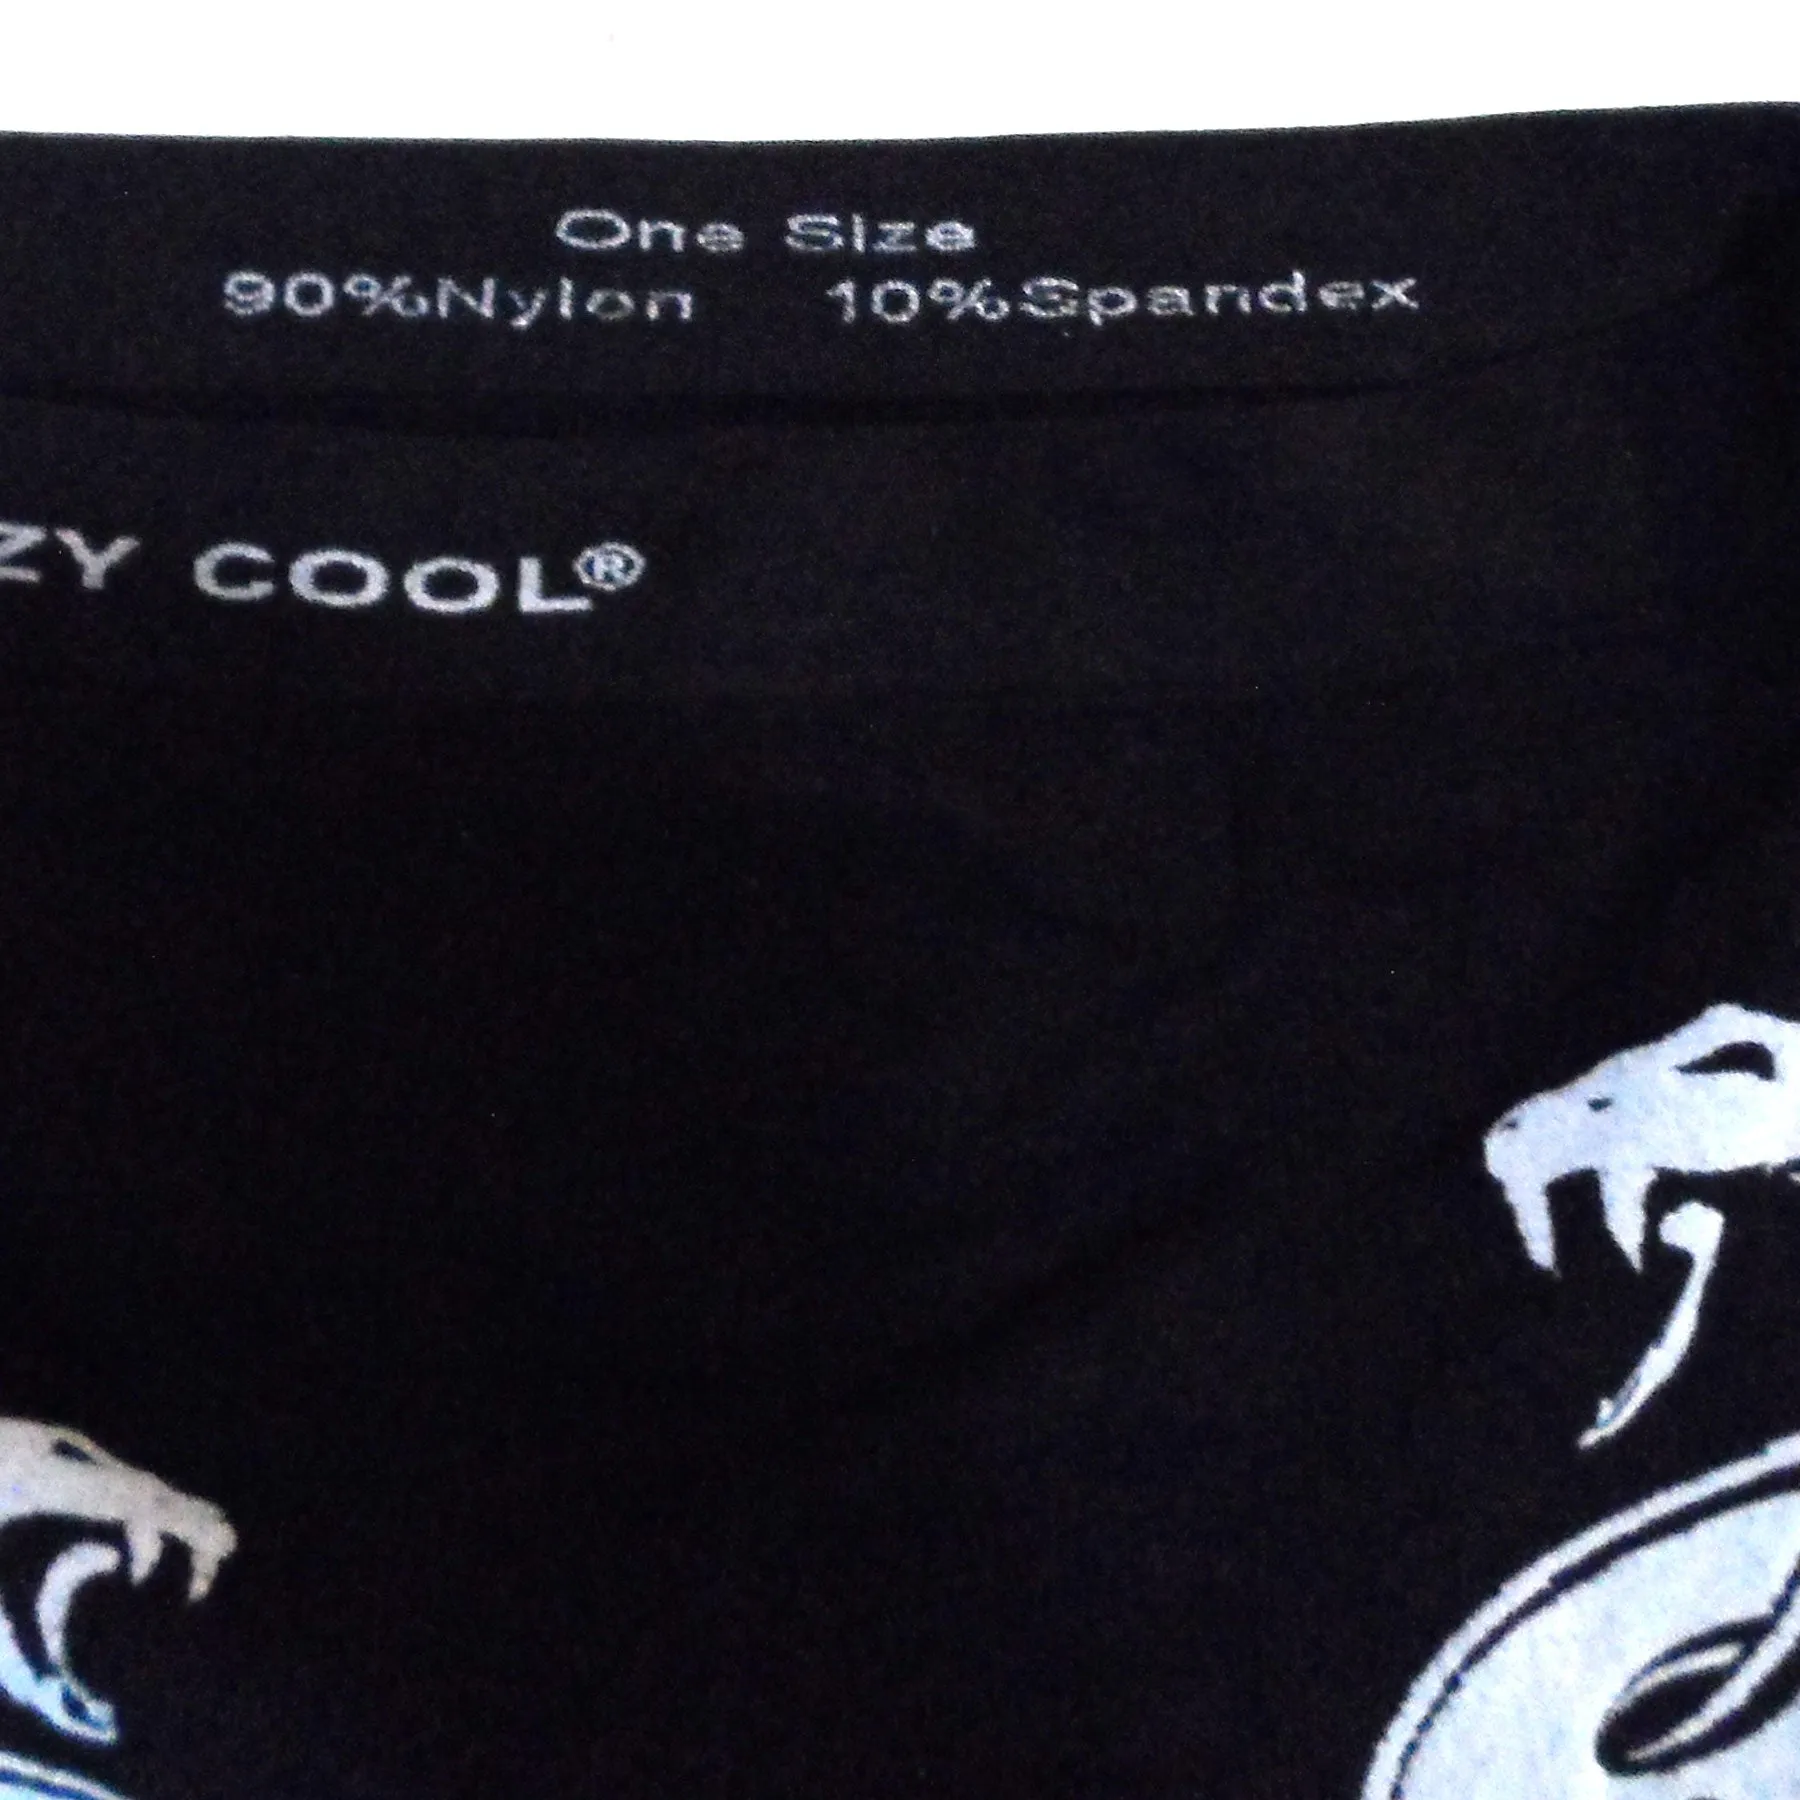 One Size
90%Nylon 10%Spandex
ZY COOL®